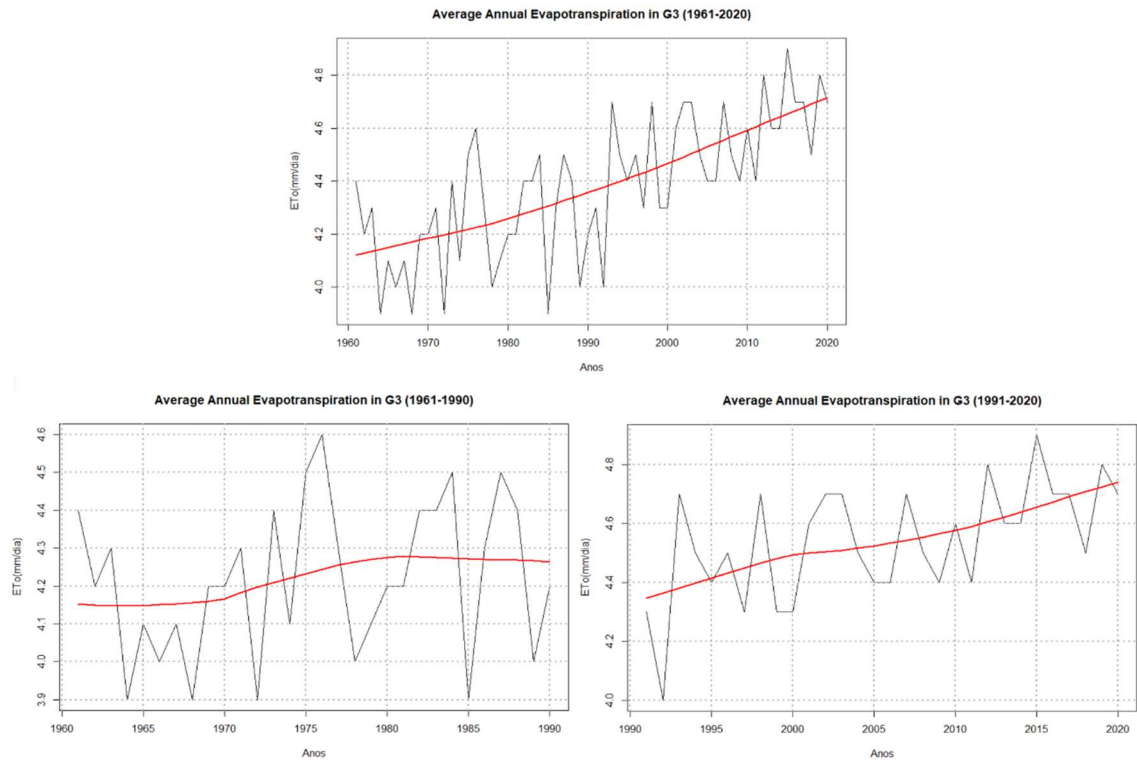 Average Annual Evapotranspiration in G3 (1961-2020)
ETo(mm/dia)
4.8
4.6
4.4
4.2
4.0
1960 1970 1980 1990 2000 2010 2020
Anos
Average Annual Evapotranspiration in G3 (1961-1990)
ETo(mm/dia)
4.6
4.5
4.4
4.3
4.2
4.1
4.0
3.9
1960 1965 1970 1975 1980 1985 1990
Anos
Average Annual Evapotranspiration in G3 (1991-2020)
ETo(mm/dia)
4.8
4.6
4.4
4.2
4.0
1990 1995 2000 2005 2010 2015 2020
Anos